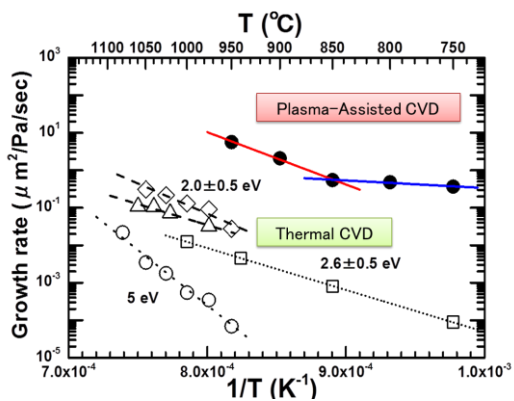 T (°C)
1100 1050 1000 950 900 850 800 750
Growth rate (μm²/Pa/sec)
10³
10¹
10⁻¹
10⁻³
10⁻⁵
Plasma-Assisted CVD
2.0±0.5 eV
Thermal CVD
2.6±0.5 eV
5 eV
7.0x10⁻⁴ 8.0x10⁻⁴ 9.0x10⁻⁴ 1.0x10⁻³
1/T (K⁻¹)